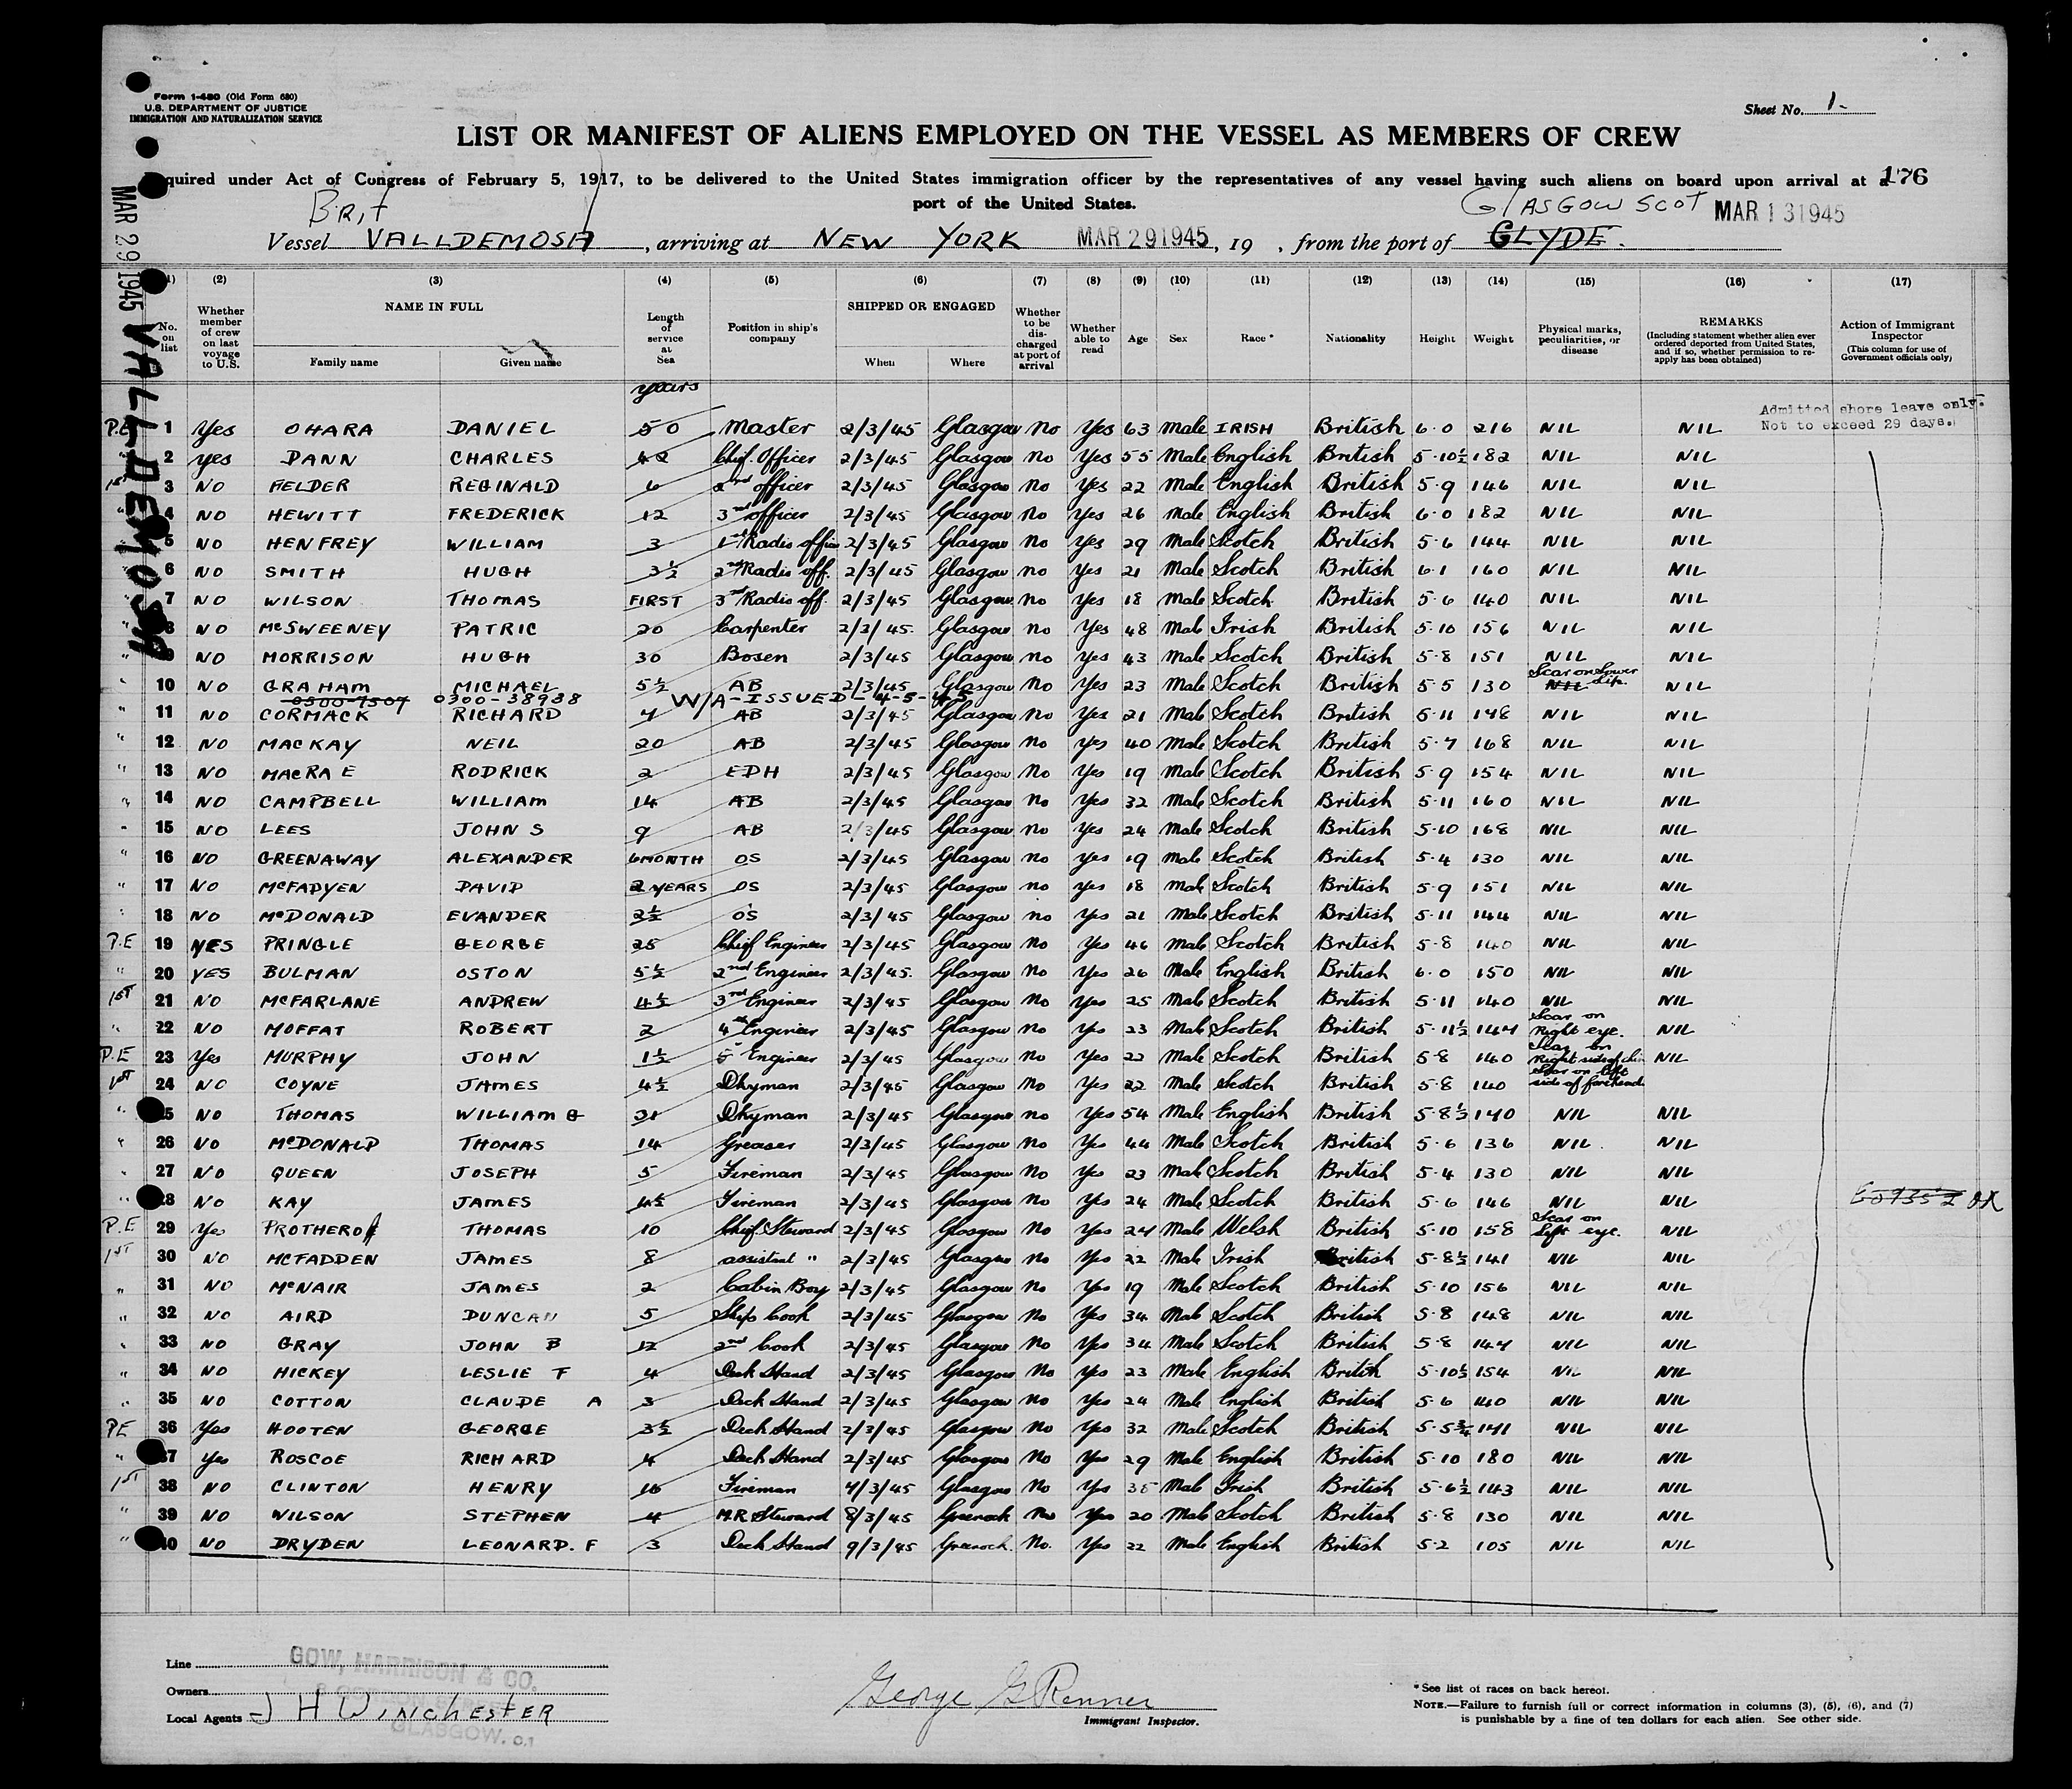 Form I-480 (Old Form 680)
U.S. DEPARTMENT OF JUSTICE
IMMIGRATION AND NATURALIZATION SERVICE
Sheet No. 1-
LIST OR MANIFEST OF ALIENS EMPLOYED ON THE VESSEL AS MEMBERS OF CREW
quired under Act of Congress of February 5, 1917, to be delivered to the United States immigration officer by the representatives of any vessel having such aliens on board upon arrival at a 176
port of the United States.
Brit GLASGOW SCOT MAR 13 1945
Vessel VALLDEMOSA, arriving at NEW YORK MAR 29 1945, 19 , from the port of GLYDE.
MAR 29 1945 VALLDEMOSA
(1) (2) (3) (4) (5) (6) (7) (8) (9) (10) (11) (12) (13) (14) (15) (16) (17)
No. on list Whether member of crew on last voyage to U.S. NAME IN FULL Family name Given name Length of service at Sea Position in ship's company SHIPPED OR ENGAGED When Where Whether to be discharged at port of arrival Whether able to read Age Sex Race * Nationality Height Weight Physical marks, peculiarities, or disease REMARKS (Including statement whether alien ever ordered deported from United States, and if so, whether permission to re-apply has been obtained) Action of Immigrant Inspector (This column for use of Government officials only)
years
Admitted shore leave only.
Not to exceed 29 days.
P.E 1 Yes OHARA DANIEL 50 Master 2/3/45 Glasgow No Yes 63 Male IRISH British 6.0 216 NIL NIL
" 2 yes DANN CHARLES 42 Chief Officer 2/3/45 Glasgow No Yes 55 Male English British 5.10½ 182 NIL NIL
1st 3 NO FELDER REGINALD 6 2nd officer 2/3/45 Glasgow No Yes 22 Male English British 5.9 146 NIL NIL
" 4 NO HEWITT FREDERICK 12 3rd officer 2/3/45 Glasgow No Yes 26 Male English British 6.0 182 NIL NIL
" 5 NO HENFREY WILLIAM 3 1st Radio office 2/3/45 Glasgow No Yes 29 Male Scotch British 5.6 144 NIL NIL
" 6 NO SMITH HUGH 3½ 2nd Radio off. 2/3/45 Glasgow no Yes 21 Male Scotch British 6.1 160 NIL NIL
" 7 NO WILSON THOMAS FIRST 3rd Radio off. 2/3/45 Glasgow no Yes 18 Male Scotch British 5.6 140 NIL NIL
8 NO McSWEENEY PATRIC 20 Carpenter 2/3/45. Glasgow no Yes 48 Male Irish British 5.10 156 NIL NIL
" 9 NO MORRISON HUGH 30 Bosen 2/3/45 Glasgow no Yes 43 Male Scotch British 5.8 151 NIL NIL
" 10 NO GRAHAM MICHAEL 5½ AB 2/3/45 Glasgow No Yes 23 Male Scotch British 5.5 130 Scar on Lower Lip. NIL NIL
0300-38938 W/A-ISSUED-4-5-45
" 11 NO CORMACK RICHARD 4 AB 2/3/45 Glasgow No Yes 21 Male Scotch British 5.11 148 NIL NIL
" 12 NO MACKAY NEIL 20 AB 2/3/45 Glasgow No yes 40 Male Scotch British 5.7 168 NIL NIL
" 13 NO MACRAE RODRICK 2 EDH 2/3/45 Glasgow No Yes 19 Male Scotch British 5.9 154 NIL NIL
" 14 NO CAMPBELL WILLIAM 14 AB 2/3/45 Glasgow no Yes 32 Male Scotch British 5.11 160 NIL NIL
" 15 NO LEES JOHN S 9 AB 2/3/45 Glasgow no Yes 24 Male Scotch British 5.10 168 NIL NIL
" 16 NO GREENAWAY ALEXANDER 6MONTH OS 2/3/45 Glasgow no yes 19 Male Scotch British 5.4 130 NIL NIL
" 17 NO McFADYEN DAVID 2 YEARS OS 2/3/45 Glasgow no yes 18 Male Scotch British 5.9 151 NIL NIL
" 18 NO McDONALD EVANDER 2½ OS 2/3/45 Glasgow no Yes 21 Male Scotch British 5.11 144 NIL NIL
P.E 19 YES PRINGLE GEORGE 28 Chief Engineer 2/3/45 Glasgow No Yes 46 Male Scotch British 5.8 140 NIL NIL
" 20 YES BULMAN OSTON 5½ 2nd Engineer 2/3/45. Glasgow No Yes 26 Male English British 6.0 150 NIL NIL
1ST 21 NO McFARLANE ANDREW 4½ 3rd Engineer 2/3/45 Glasgow No Yes 25 Male Scotch British 5.11 140 NIL NIL
" 22 NO MOFFAT ROBERT 2 4th Engineer 2/3/45 Glasgow No Yes 23 Male Scotch British 5.11½ 147 Scar on Right eye. NIL
P.E 23 Yes MURPHY JOHN 1½ 5 Engineer 2/3/45 Glasgow No Yes 22 Male Scotch British 5.8 140 Scar on Right side of chin NIL
1st 24 NO COYNE JAMES 4½ Dkyman 2/3/45 Glasgow No Yes 22 Male Scotch British 5.8 140 Scar on left side of forehead
" 25 NO THOMAS WILLIAM G 31 Dkyman 2/3/45 Glasgow no Yes 54 Male English British 5.8½ 140 NIL NIL
" 26 NO McDONALD THOMAS 14 Greaser 2/3/45 Glasgow No Yes 44 Male Scotch British 5.6 136 NIL NIL
" 27 NO QUEEN JOSEPH 5 Fireman 2/3/45 Glasgow No Yes 23 Male Scotch British 5.4 130 NIL NIL
" 28 NO KAY JAMES 4½ Fireman 2/3/45 Glasgow No Yes 24 Male Scotch British 5.6 146 NIL NIL OK
P.E 29 Yes PROTHERO THOMAS 10 Chief Steward 2/3/45 Glasgow No Yes 24 Male Welsh British 5.10 158 Scar on Left eye. NIL
1ST 30 NO McFADDEN JAMES 8 assistant " 2/3/45 Glasgow No Yes 22 Male Irish British 5.8½ 141 NIL NIL
" 31 NO McNAIR JAMES 2 Cabin Boy 2/3/45 Glasgow No Yes 19 Male Scotch British 5.10 156 NIL NIL
" 32 NO AIRD DUNCAN 5 Ships Cook 2/3/45 Glasgow No Yes 34 Male Scotch British 5.8 148 NIL NIL
" 33 NO GRAY JOHN B 12 2nd Cook 2/3/45 Glasgow No Yes 34 Male Scotch British 5.8 147 NIL NIL
" 34 NO HICKEY LESLIE F 4 Deck Hand 2/3/45 Glasgow No Yes 23 Male English British 5.10½ 154 NIL NIL
" 35 NO COTTON CLAUDE A 3 Deck Hand 2/3/45 Glasgow No Yes 24 Male English British 5.6 140 NIL NIL
PE 36 Yes HOOTEN GEORGE 3½ Deck Hand 2/3/45 Glasgow No Yes 32 Male Scotch British 5.5¾ 141 NIL NIL
" 37 yes ROSCOE RICHARD 4 Deck Hand 2/3/45 Glasgow No Yes 29 Male English British 5.10 180 NIL NIL
1ST 38 NO CLINTON HENRY 16 Fireman 7/3/45 Glasgow No Yes 38 Male Irish British 5.6½ 143 NIL NIL
" 39 NO WILSON STEPHEN 4 M.R. Steward 8/3/45 Greenock No Yes 20 Male Scotch British 5.8 130 NIL NIL
" 40 NO DRYDEN LEONARD. F 3 Deck Hand 9/3/45 Greenock. No. Yes 22 Male English British 5.2 105 NIL NIL
Line GOW, HARRISON & CO.
Owners
Local Agents J H WINCHESTER
GLASGOW. C.1
George G Renner
Immigrant Inspector.
* See list of races on back hereof.
NOTE.—Failure to furnish full or correct information in columns (3), (5), (6), and (7)
is punishable by a fine of ten dollars for each alien. See other side.